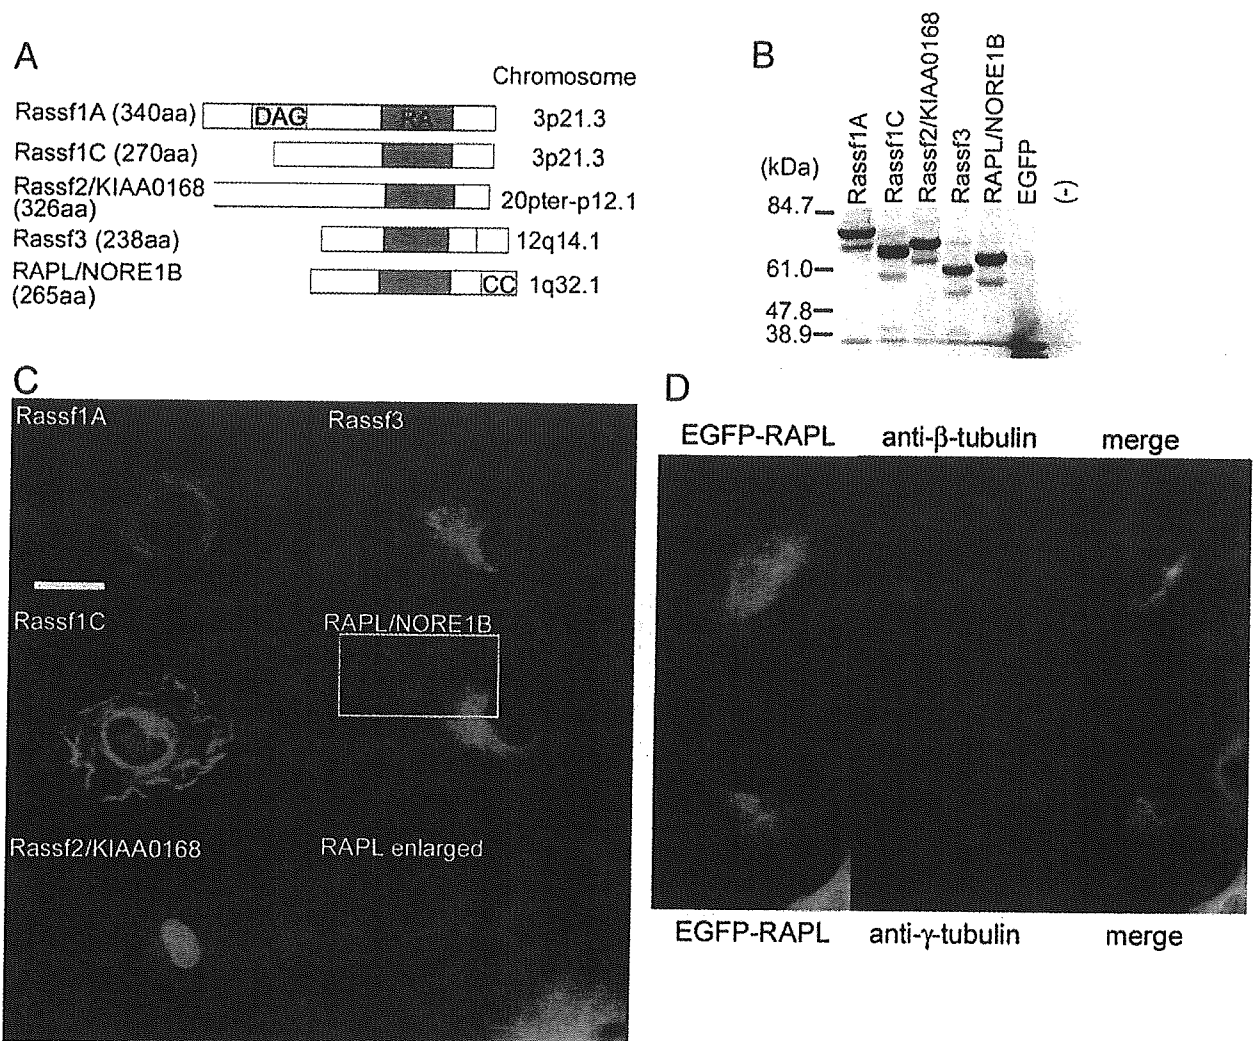 A
Chromosome
Rassf1A (340aa) DAG RA 3p21.3
Rassf1C (270aa) 3p21.3
Rassf2/KIAA0168
(326aa) 20pter-p12.1
Rassf3 (238aa) 12q14.1
RAPL/NORE1B
(265aa) CC 1q32.1
B
(kDa)
Rassf1A
Rassf1C
Rassf2/KIAA0168
Rassf3
RAPL/NORE1B
EGFP
(-)
84.7
61.0
47.8
38.9
C
Rassf1A Rassf3
Rassf1C RAPL/NORE1B
Rassf2/KIAA0168 RAPL enlarged
D
EGFP-RAPL anti-β-tubulin merge
EGFP-RAPL anti-γ-tubulin merge